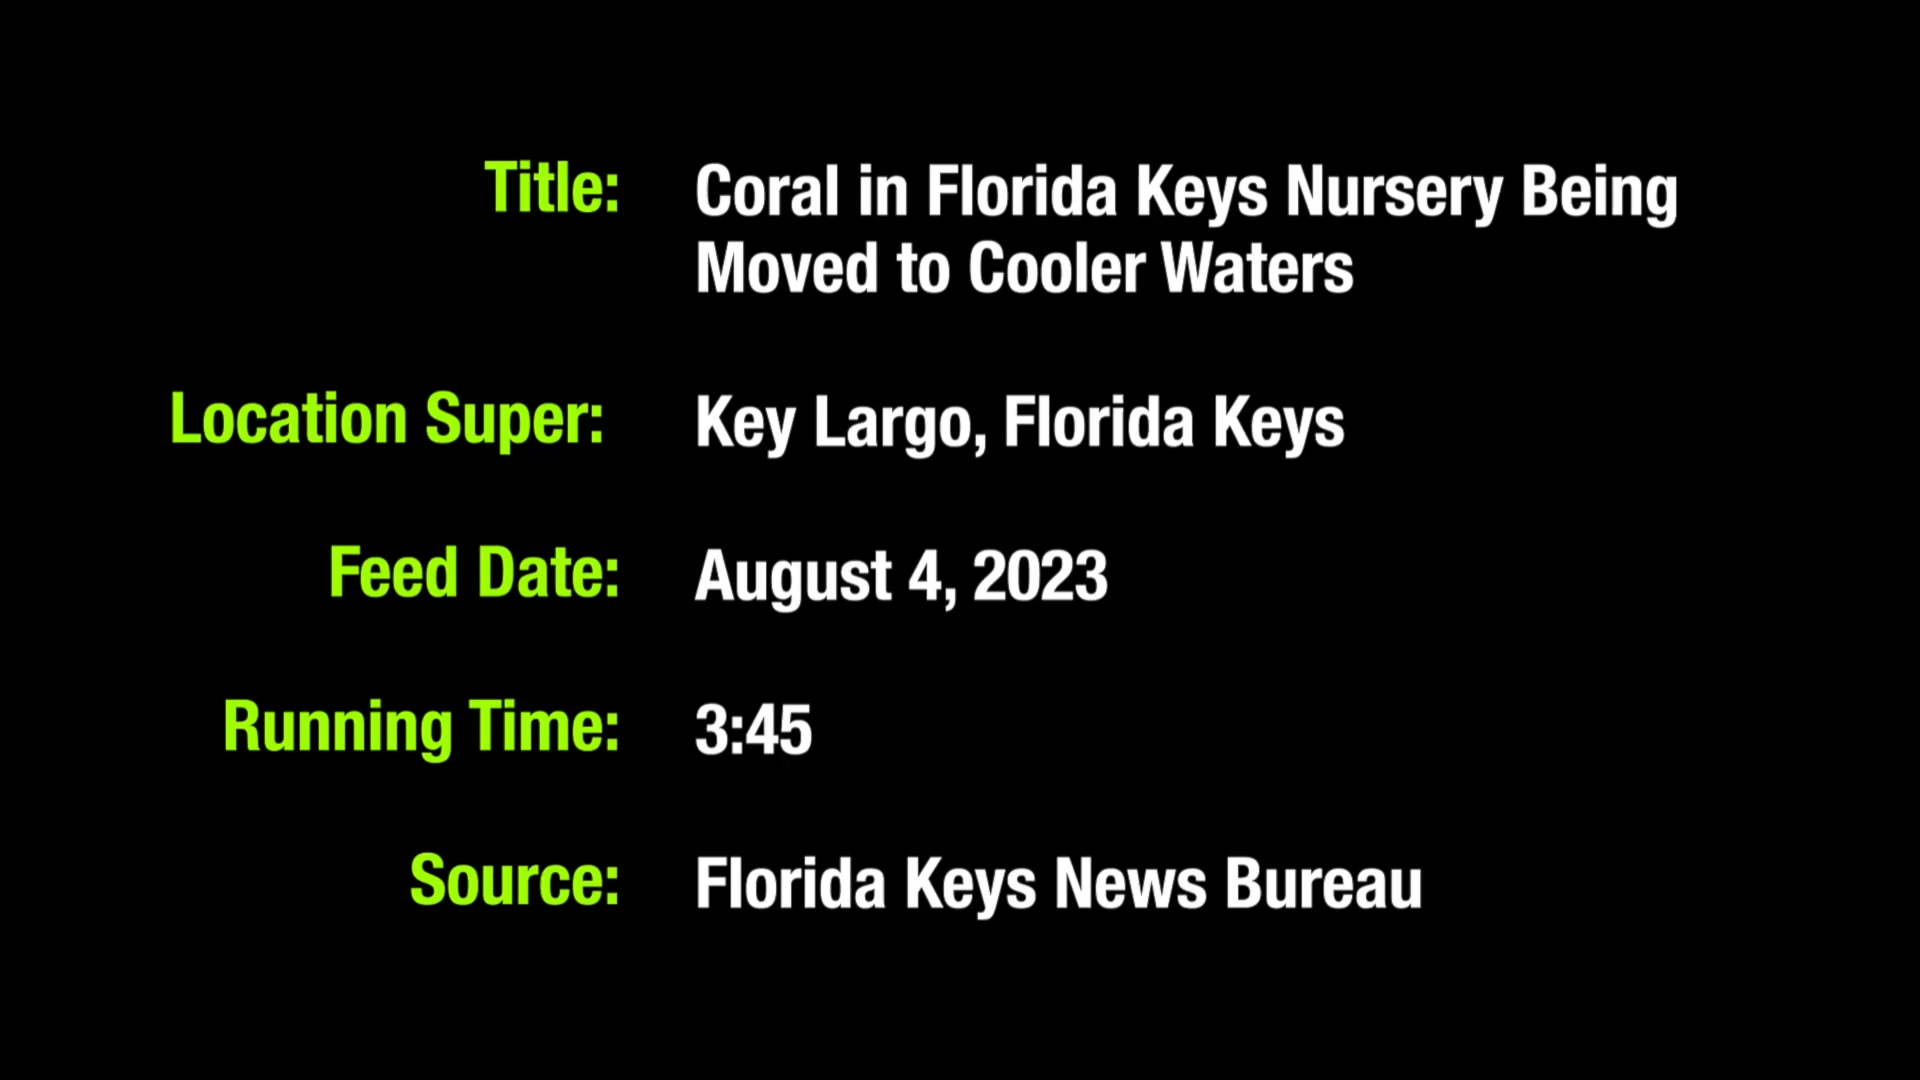 Title: Coral in Florida Keys Nursery Being
Moved to Cooler Waters
Location Super: Key Largo, Florida Keys
Feed Date: August 4, 2023
Running Time: 3:45
Source: Florida Keys News Bureau